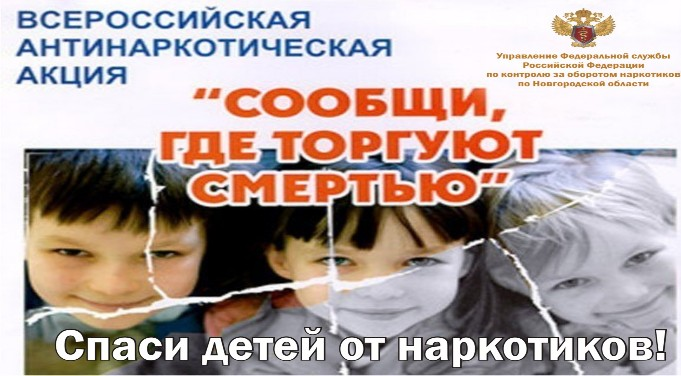 ВСЕРОССИЙСКАЯ
АНТИНАРКОТИЧЕСКАЯ
АКЦИЯ
Управление Федеральной службы
Российской Федерации
по контролю за оборотом наркотиков
по Новгородской области
“СООБЩИ,
ГДЕ ТОРГУЮТ
СМЕРТЬЮ”
Спаси детей от наркотиков!